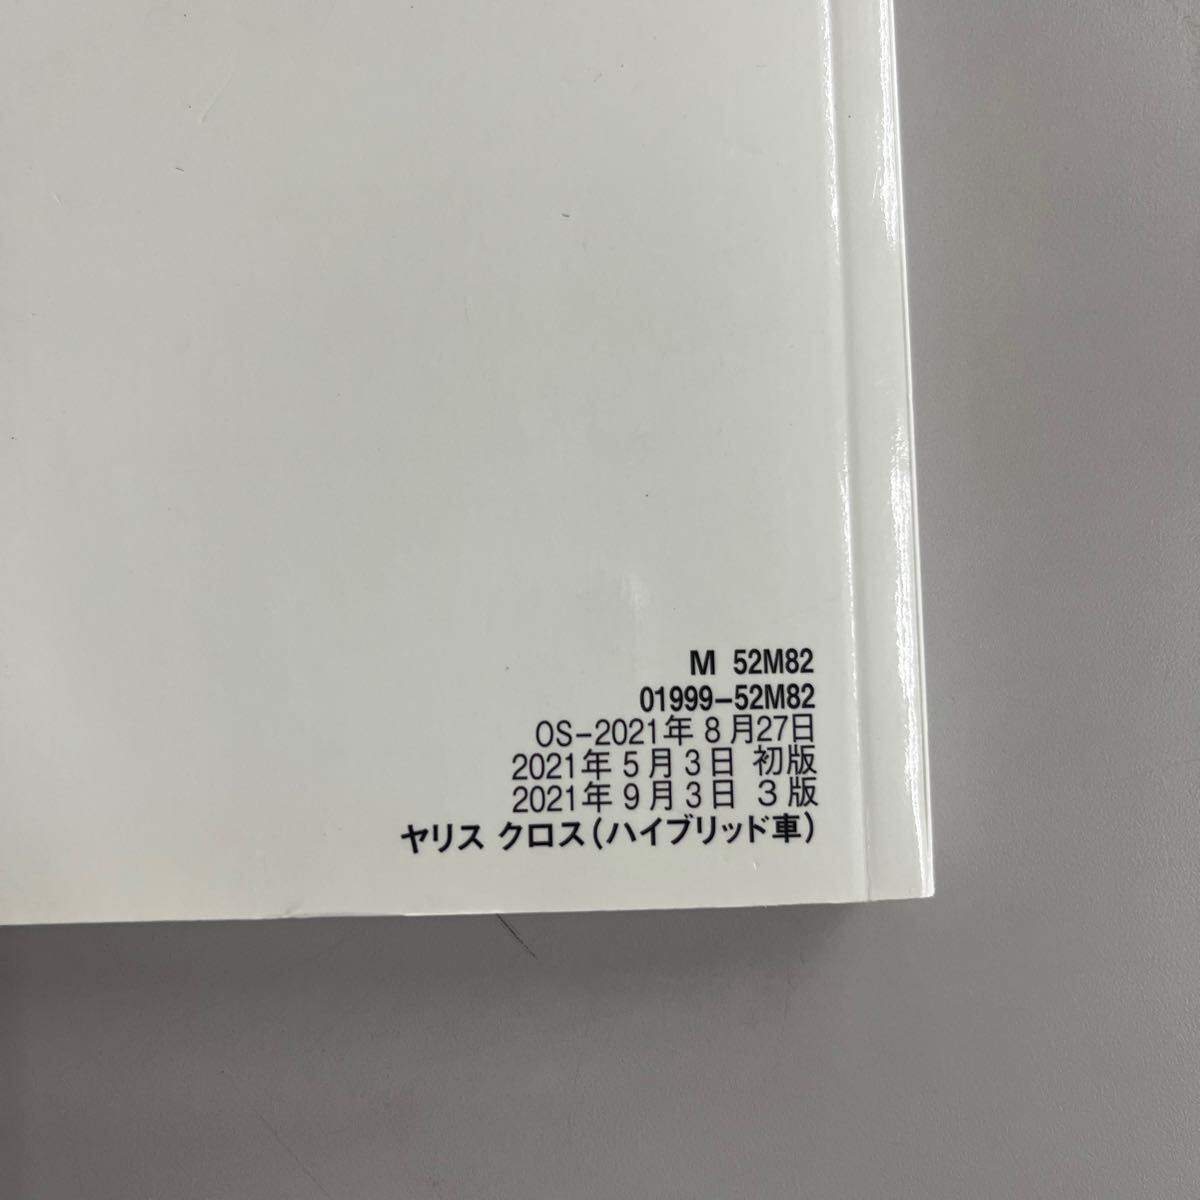 M 52M82
01999-52M82
OS-2021年8月27日
2021年5月3日 初版
2021年9月3日 3版
ヤリス クロス(ハイブリッド車)